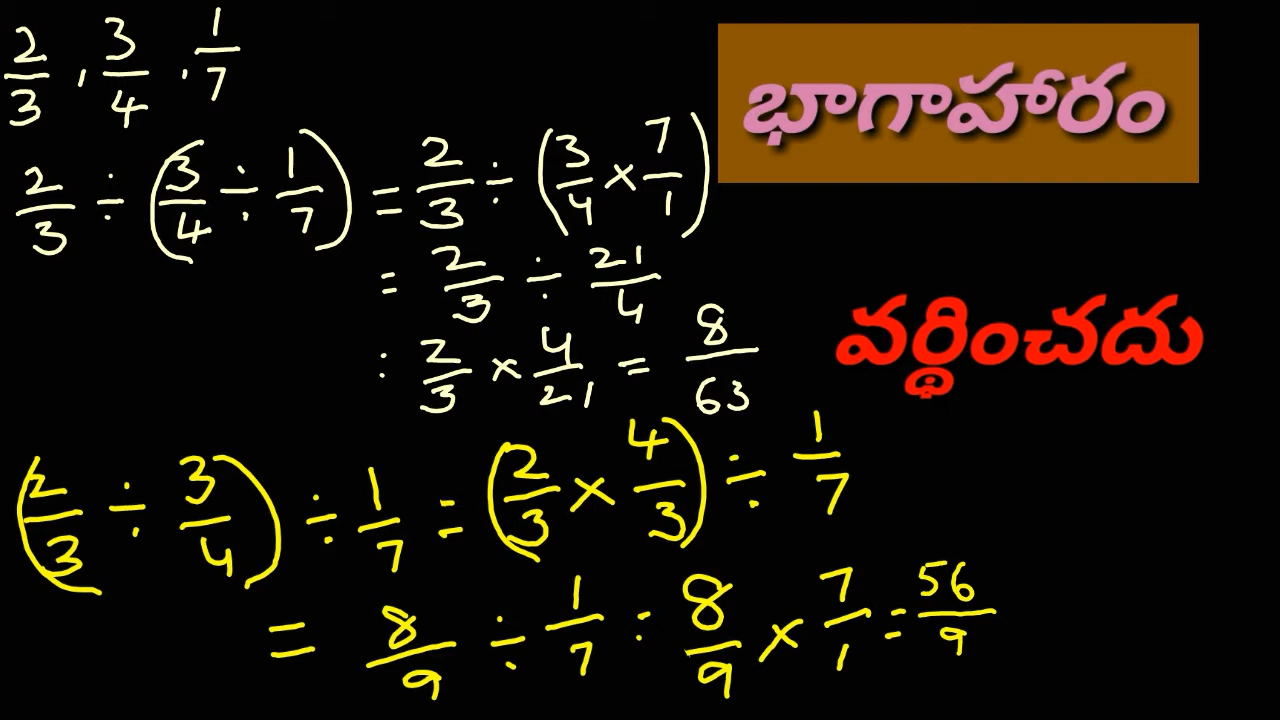 2/3 , 3/4 , 1/7
భాగాహారం
2/3 ÷ (3/4 ÷ 1/7) = 2/3 ÷ (3/4 × 7/1)
= 2/3 ÷ 21/4
వర్థించదు
: 2/3 × 4/21 = 8/63
(2/3 ÷ 3/4) ÷ 1/7 = (2/3 × 4/3) ÷ 1/7
= 8/9 ÷ 1/7 : 8/9 × 7/1 = 56/9